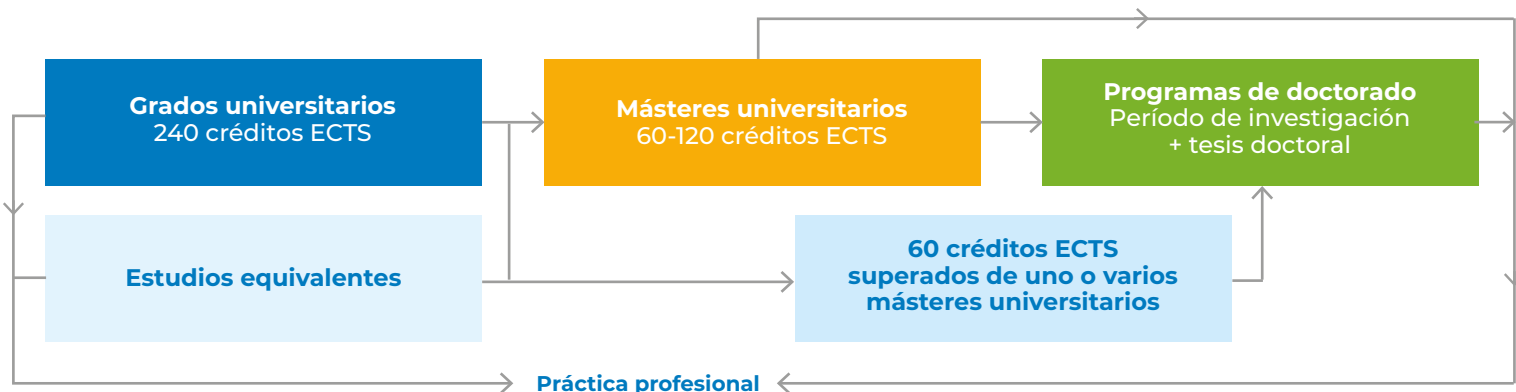 Grados universitarios
240 créditos ECTS
Másteres universitarios
60-120 créditos ECTS
Programas de doctorado
Período de investigación
+ tesis doctoral
Estudios equivalentes
60 créditos ECTS
superados de uno o varios
másteres universitarios
Práctica profesional